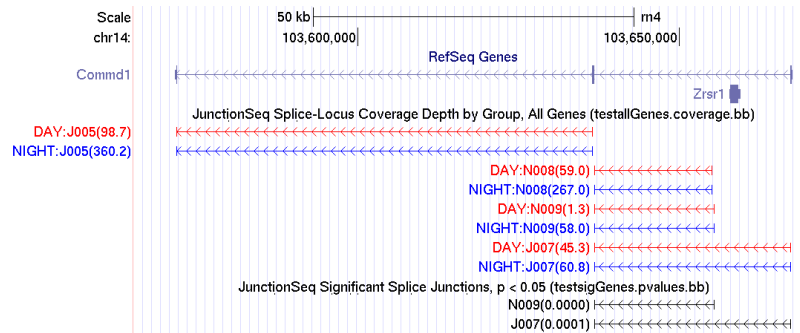 Scale 50 kb rn4
chr14: 103,600,000 103,650,000
RefSeq Genes
Commd1
Zrsr1
JunctionSeq Splice-Locus Coverage Depth by Group, All Genes (testallGenes.coverage.bb)
DAY:J005(98.7)
NIGHT:J005(360.2)
DAY:N008(59.0)
NIGHT:N008(267.0)
DAY:N009(1.3)
NIGHT:N009(58.0)
DAY:J007(45.3)
NIGHT:J007(60.8)
JunctionSeq Significant Splice Junctions, p < 0.05 (testsigGenes.pvalues.bb)
N009(0.0000)
J007(0.0001)